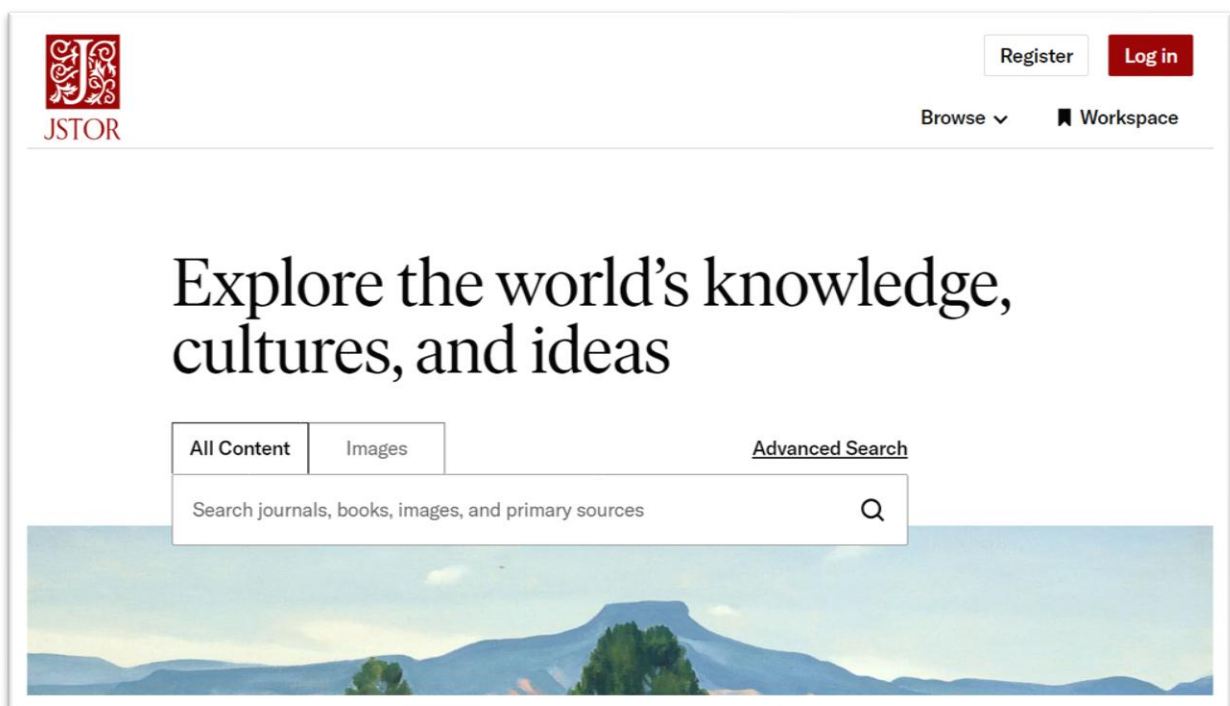 Register
Log in
JSTOR
Browse
Workspace
Explore the world’s knowledge,
cultures, and ideas
All Content
Images
Advanced Search
Search journals, books, images, and primary sources